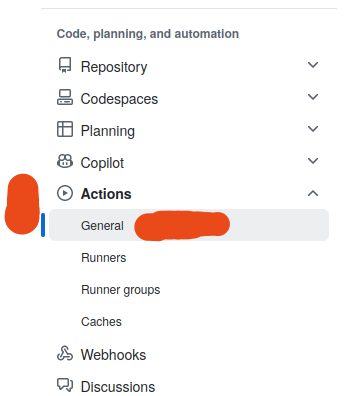 Code, planning, and automation
Repository
Codespaces
Planning
Copilot
Actions
General
Runners
Runner groups
Caches
Webhooks
Discussions